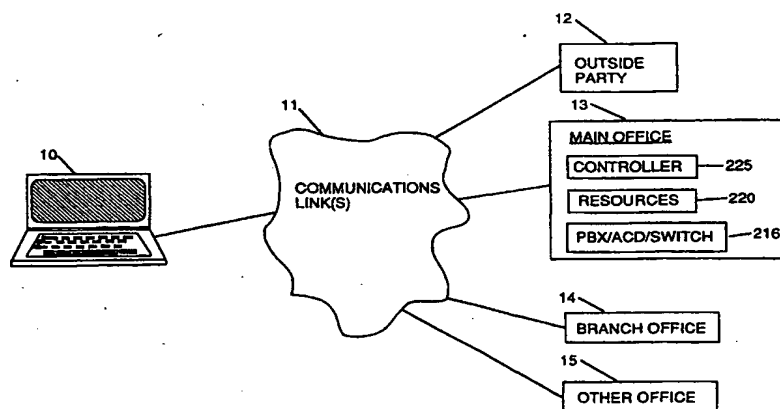 12
OUTSIDE
PARTY
11
13
10
MAIN OFFICE
CONTROLLER
225
COMMUNICATIONS
LINK(S)
RESOURCES
220
PBX/ACD/SWITCH
216
14
BRANCH OFFICE
15
OTHER OFFICE